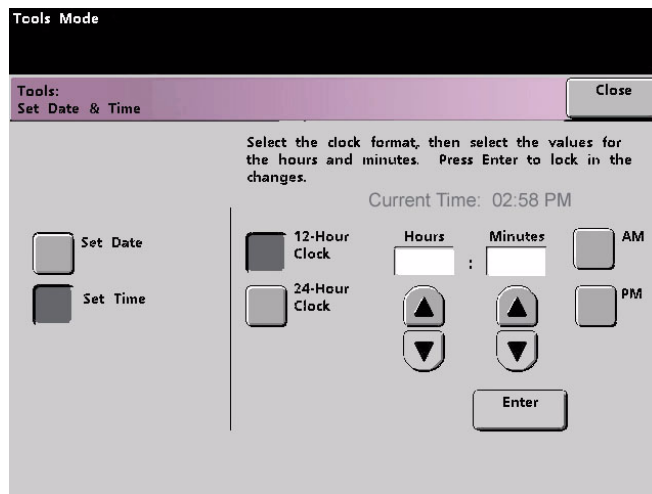 Tools Mode
Tools:
Set Date & Time
Close
Select the clock format, then select the values for
the hours and minutes. Press Enter to lock in the
changes.
Current Time: 02:58 PM
Set Date
Set Time
12-Hour
Clock
24-Hour
Clock
Hours
Minutes
:
AM
PM
Enter